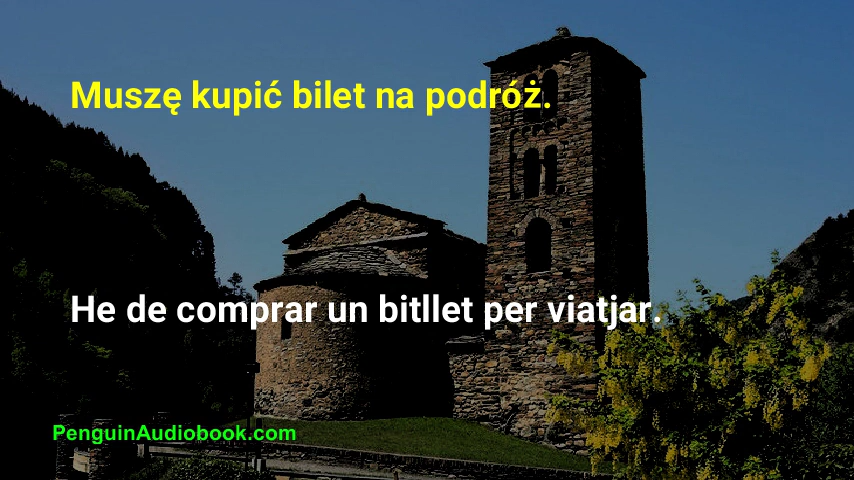 Muszę kupić bilet na podróż.
He de comprar un bitllet per viatjar.
PenguinAudiobook.com